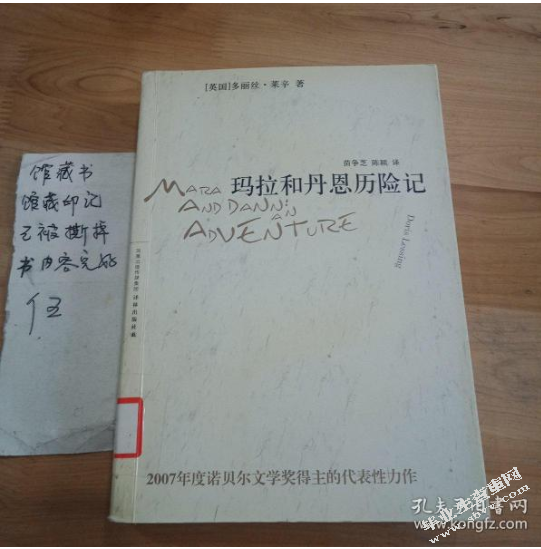 [英国]多丽丝·莱辛 著
苗争芝 陈颖 译
玛拉和丹恩历险记
MARA
AND DANN:
AN
ADVENTURE
Doris Lessing
2007年度诺贝尔文学奖得主的代表性力作
馆藏书
馆藏印记
已被撕掉
书内容完好
伍
孔夫子旧书网
www.kongfz.com